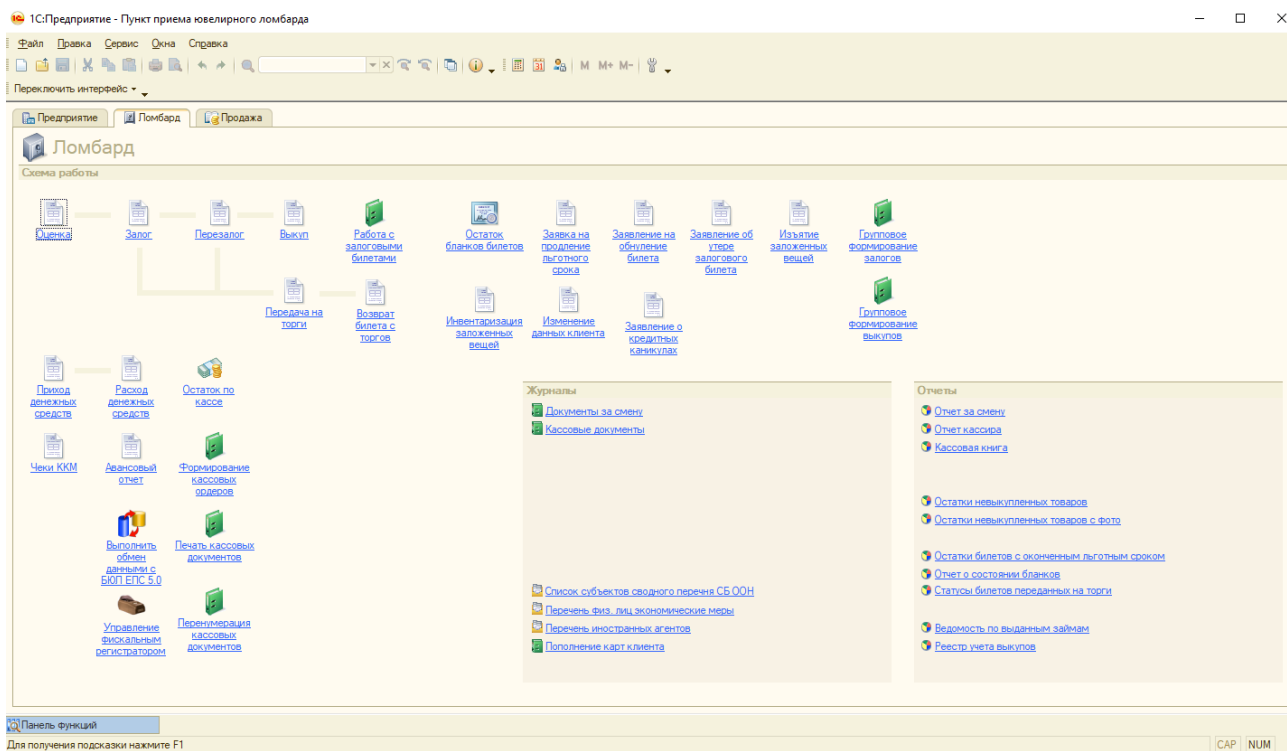 1С:Предприятие - Пункт приема ювелирного ломбарда
Файл Правка Сервис Окна Справка
M M+ M-
Переключить интерфейс
Предприятие Ломбард Продажа
Ломбард
Схема работы
Оценка
Залог
Перезалог
Выкуп
Работа с
залоговыми
билетами
Остаток
бланков билетов
Заявка на
продление
льготного
срока
Заявление на
обнуление
билета
Заявление об
утере
залогового
билета
Изъятие
заложенных
вещей
Групповое
формирование
залогов
Передача на
торги
Возврат
билета с
торгов
Инвентаризация
заложенных
вещей
Изменение
данных клиента
Заявление о
кредитных
каникулах
Групповое
формирование
выкупов
Приход
денежных
средств
Расход
денежных
средств
Остаток по
кассе
Чеки ККМ
Авансовый
отчет
Формирование
кассовых
ордеров
Выполнить
обмен
данными с
БЮП ЕПС 5.0
Печать кассовых
документов
Управление
фискальным
регистратором
Перенумерация
кассовых
документов
Журналы
Документы за смену
Кассовые документы
Список субъектов сводного перечня СБ ООН
Перечень физ. лиц экономические меры
Перечень иностранных агентов
Пополнение карт клиента
Отчеты
Отчет за смену
Отчет кассира
Кассовая книга
Остатки невыкупленных товаров
Остатки невыкупленных товаров с фото
Остатки билетов с оконченным льготным сроком
Отчет о состоянии бланков
Статусы билетов переданных на торги
Ведомость по выданным займам
Реестр учета выкупов
Панель функций
Для получения подсказки нажмите F1
CAP NUM